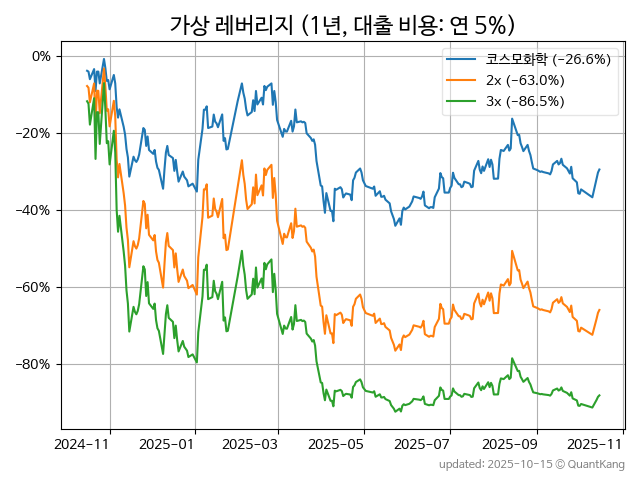 가상 레버리지 (1년, 대출 비용: 연 5%)
코스모화학 (−26.6%)
2x (−63.0%)
3x (−86.5%)
0%
−20%
−40%
−60%
−80%
2024-11 2025-01 2025-03 2025-05 2025-07 2025-09 2025-11
updated: 2025-10-15 © QuantKang